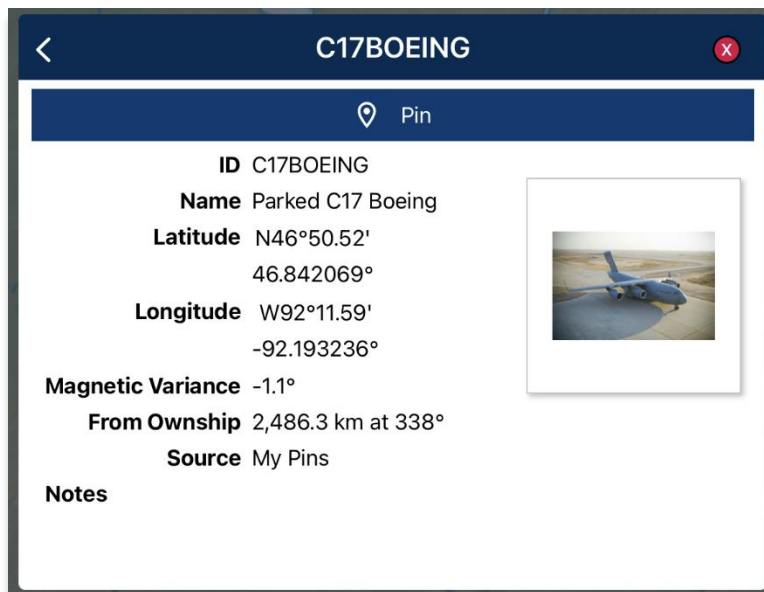 C17BOEING
X
Pin
ID C17BOEING
Name Parked C17 Boeing
Latitude N46°50.52'
46.842069°
Longitude W92°11.59'
-92.193236°
Magnetic Variance -1.1°
From Ownship 2,486.3 km at 338°
Source My Pins
Notes